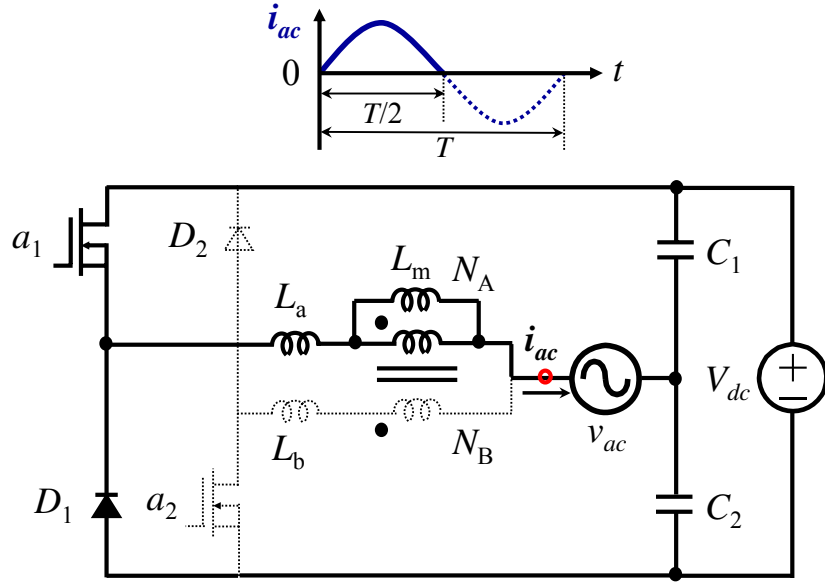 i_ac
0
t
T/2
T
a_1
D_2
L_m
N_A
L_a
i_ac
C_1
V_dc
+
−
v_ac
L_b
N_B
D_1
a_2
C_2